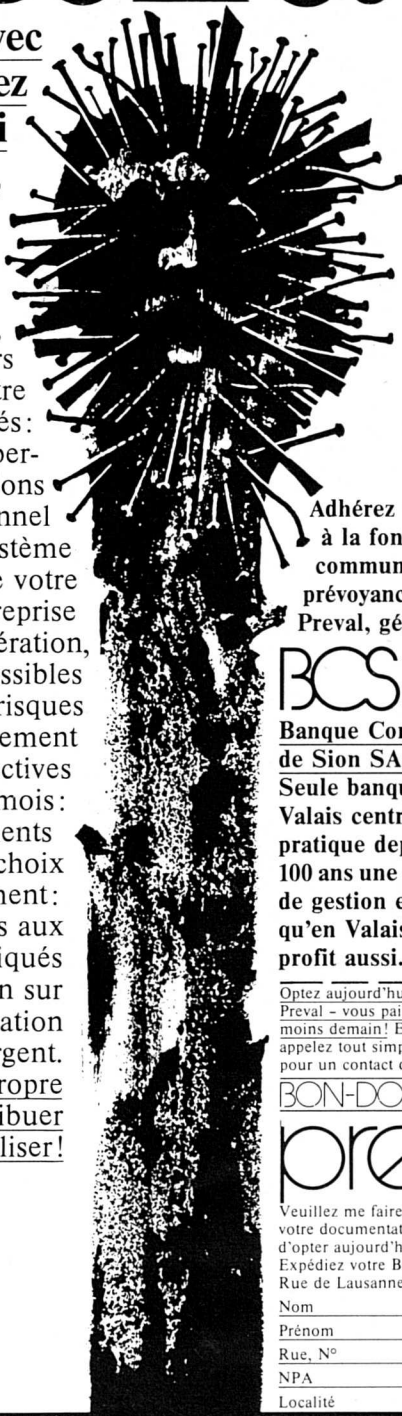 vec
ez
i
rs
tre
és:
per-
ons
nnel
stème
e votre
reprise
ération,
ssibles
risques
ement
ctives
mois:
ents
choix
nent:
s aux
iqués
n sur
ation
rgent.
ropre
ibuer
liser!
Adhérez
à la fon
commun
prévoyanc
Preval, gé
BCS
Banque Com
de Sion SA
Seule banqu
Valais centr
pratique dep
100 ans une
de gestion e
qu'en Valais
profit aussi.
Optez aujourd'hu
Preval – vous pai
moins demain! E
appelez tout simp
pour un contact d
BON-DO
pre
Veuillez me faire
votre documentat
d'opter aujourd'h
Expédiez votre B
Rue de Lausanne
Nom
Prénom
Rue, N°
NPA
Localité